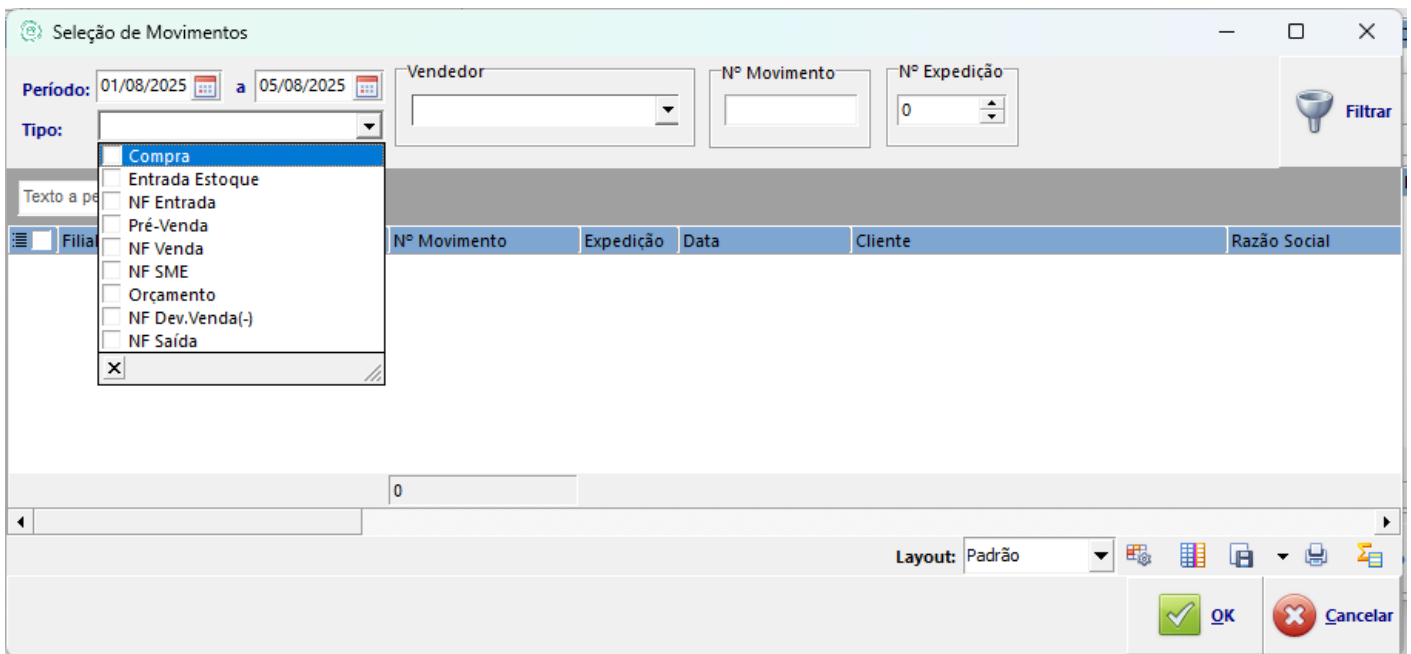 Seleção de Movimentos
Período: 01/08/2025 a 05/08/2025
Vendedor
Nº Movimento
Nº Expedição
0
Filtrar
Tipo:
Compra
Entrada Estoque
NF Entrada
Pré-Venda
NF Venda
NF SME
Orçamento
NF Dev.Venda(-)
NF Saída
Texto a pe
Filial Nº Movimento Expedição Data Cliente Razão Social
0
Layout: Padrão
OK Cancelar